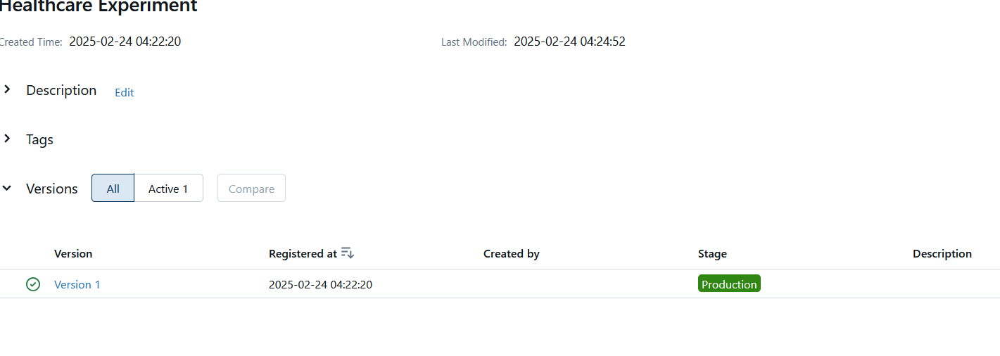 Healthcare Experiment
Created Time: 2025-02-24 04:22:20 Last Modified: 2025-02-24 04:24:52
Description Edit
Tags
Versions All Active 1 Compare
Version Registered at Created by Stage Description
Version 1 2025-02-24 04:22:20 Production